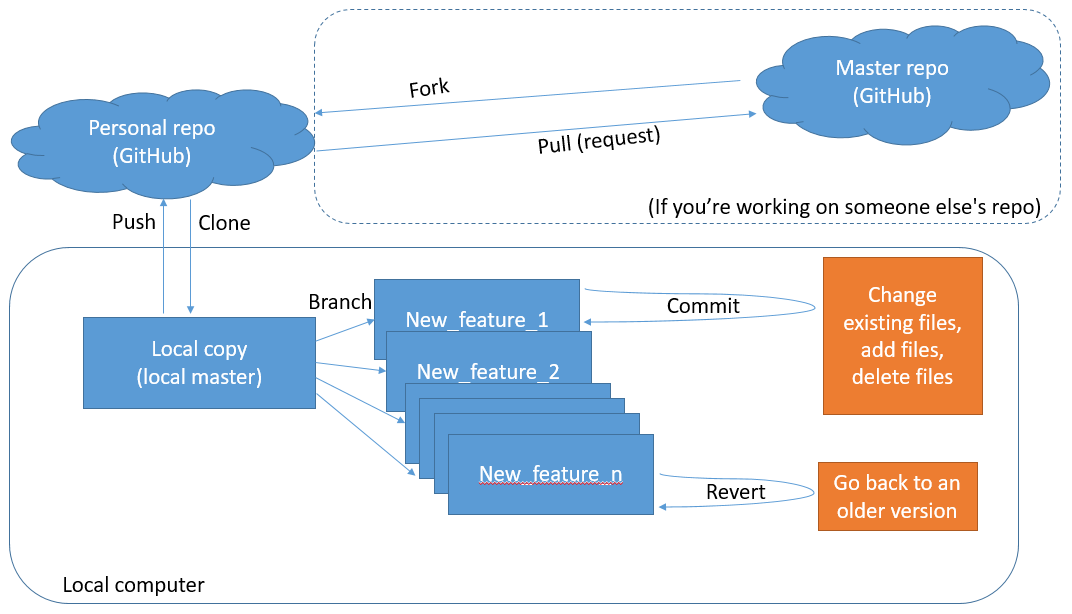 Master repo
(GitHub)
Fork
Personal repo
(GitHub)
Pull (request)
(If you’re working on someone else's repo)
Push
Clone
Branch
New_feature_1
Commit
Change
existing files,
add files,
delete files
Local copy
(local master)
New_feature_2
New_feature_n
Revert
Go back to an
older version
Local computer